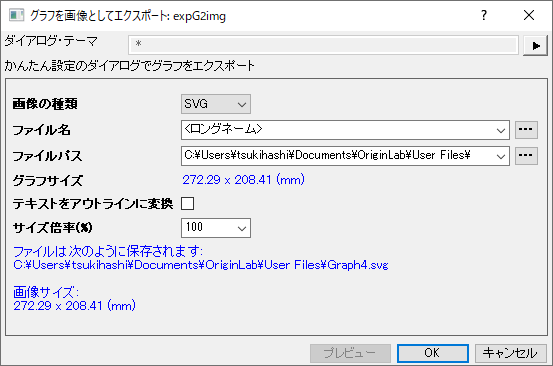 グラフを画像としてエクスポート: expG2img
ダイアログ・テーマ *
かんたん設定のダイアログでグラフをエクスポート
画像の種類 SVG
ファイル名 <ロングネーム>
ファイルパス C:¥Users¥tsukihashi¥Documents¥OriginLab¥User Files¥
グラフサイズ 272.29 x 208.41 (mm)
テキストをアウトラインに変換
サイズ倍率(%) 100
ファイルは次のように保存されます:
C:¥Users¥tsukihashi¥Documents¥OriginLab¥User Files¥Graph4.svg
画像サイズ:
272.29 x 208.41 (mm)
プレビュー OK キャンセル